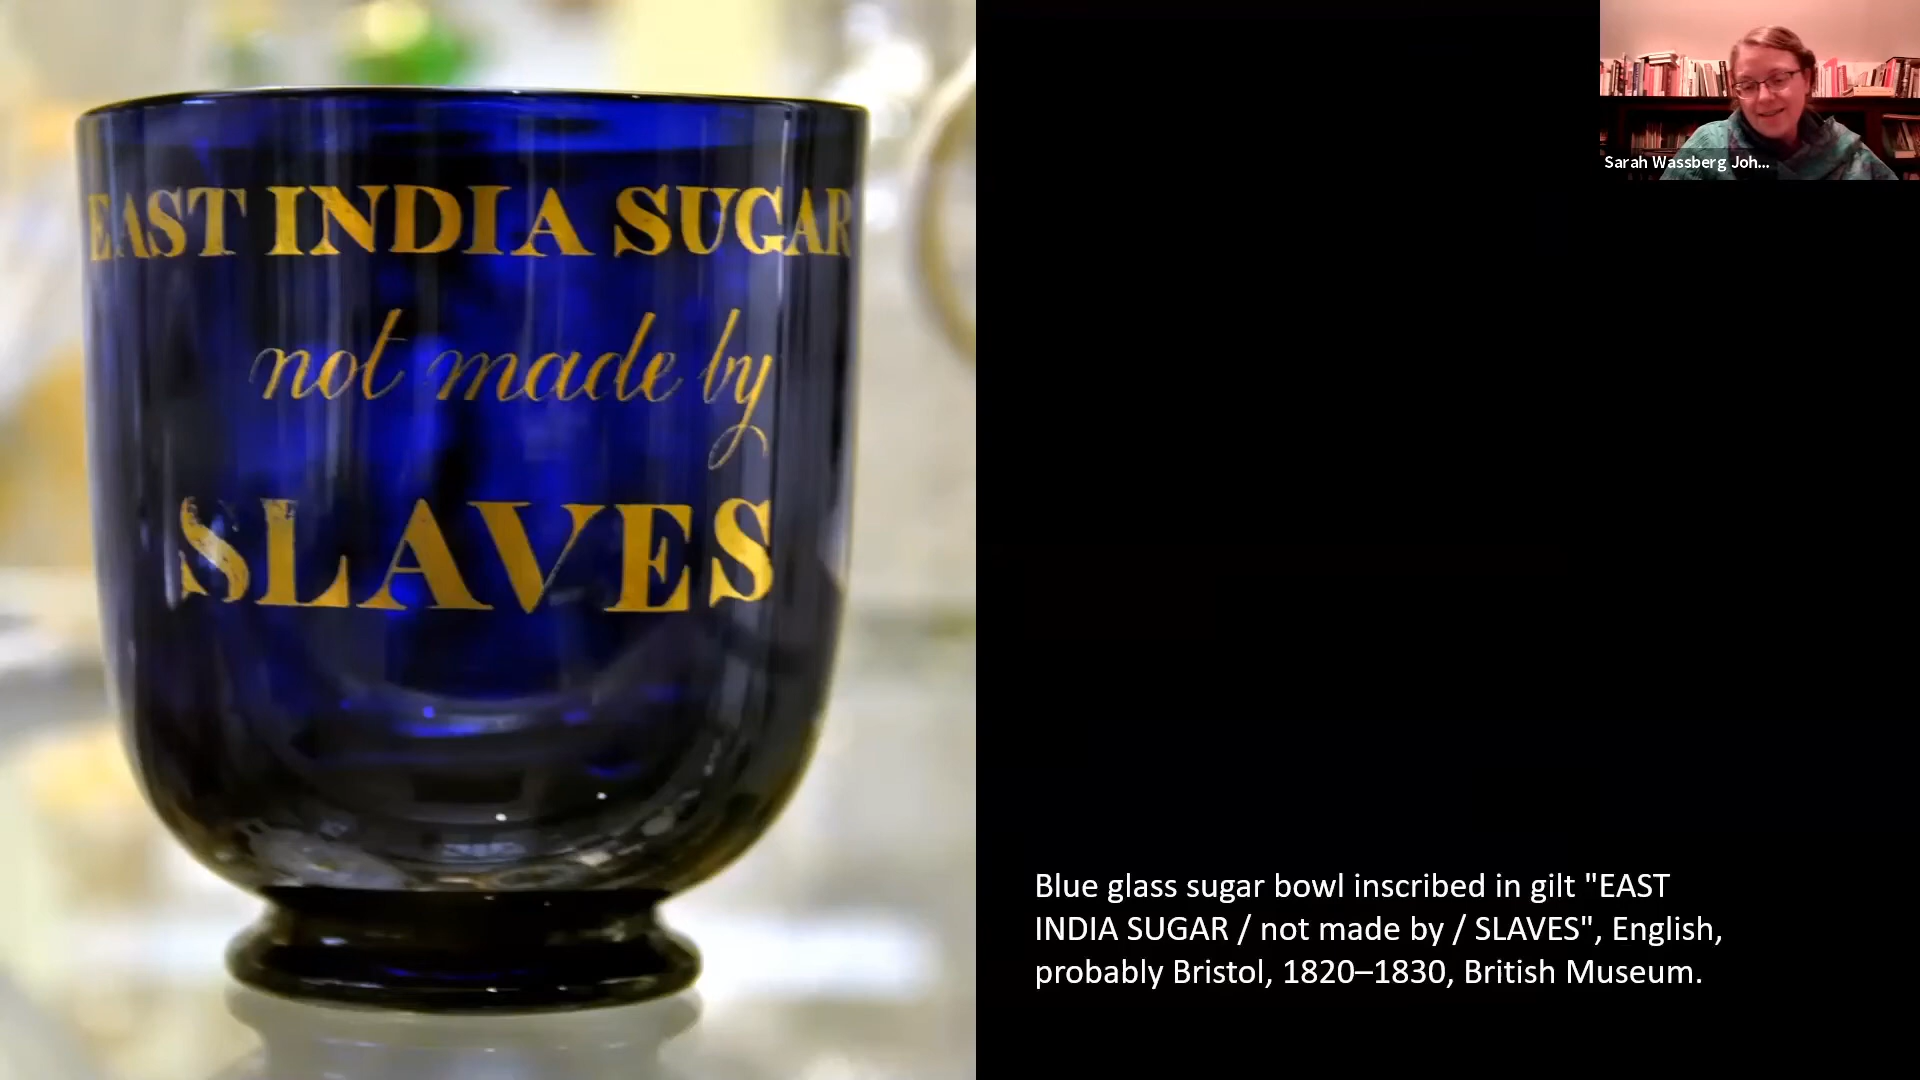 EAST INDIA SUGAR
not made by
SLAVES
Sarah Wassberg Joh...
Blue glass sugar bowl inscribed in gilt "EAST
INDIA SUGAR / not made by / SLAVES", English,
probably Bristol, 1820–1830, British Museum.